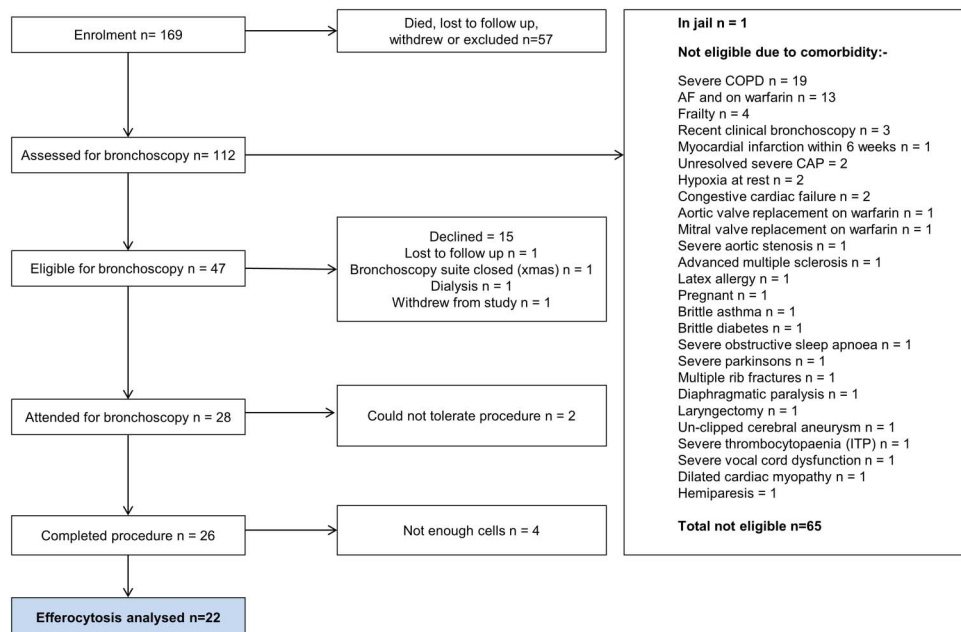 Enrolment n= 169
Died, lost to follow up,
withdrew or excluded n=57
Assessed for bronchoscopy n= 112
In jail n = 1
Not eligible due to comorbidity:-
Severe COPD n = 19
AF and on warfarin n = 13
Frailty n = 4
Recent clinical bronchoscopy n = 3
Myocardial infarction within 6 weeks n = 1
Unresolved severe CAP = 2
Hypoxia at rest n = 2
Congestive cardiac failure n = 2
Aortic valve replacement on warfarin n = 1
Mitral valve replacement on warfarin n = 1
Severe aortic stenosis n = 1
Advanced multiple sclerosis n = 1
Latex allergy n = 1
Pregnant n = 1
Brittle asthma n = 1
Brittle diabetes n = 1
Severe obstructive sleep apnoea n = 1
Severe parkinsons n = 1
Multiple rib fractures n = 1
Diaphragmatic paralysis n = 1
Laryngectomy n = 1
Un-clipped cerebral aneurysm n = 1
Severe thrombocytopaenia (ITP) n = 1
Severe vocal cord dysfunction n = 1
Dilated cardiac myopathy n = 1
Hemiparesis = 1
Total not eligible n=65
Eligible for bronchoscopy n = 47
Declined = 15
Lost to follow up n = 1
Bronchoscopy suite closed (xmas) n = 1
Dialysis n = 1
Withdrew from study n = 1
Attended for bronchoscopy n = 28
Could not tolerate procedure n = 2
Completed procedure n = 26
Not enough cells n = 4
Efferocytosis analysed n=22